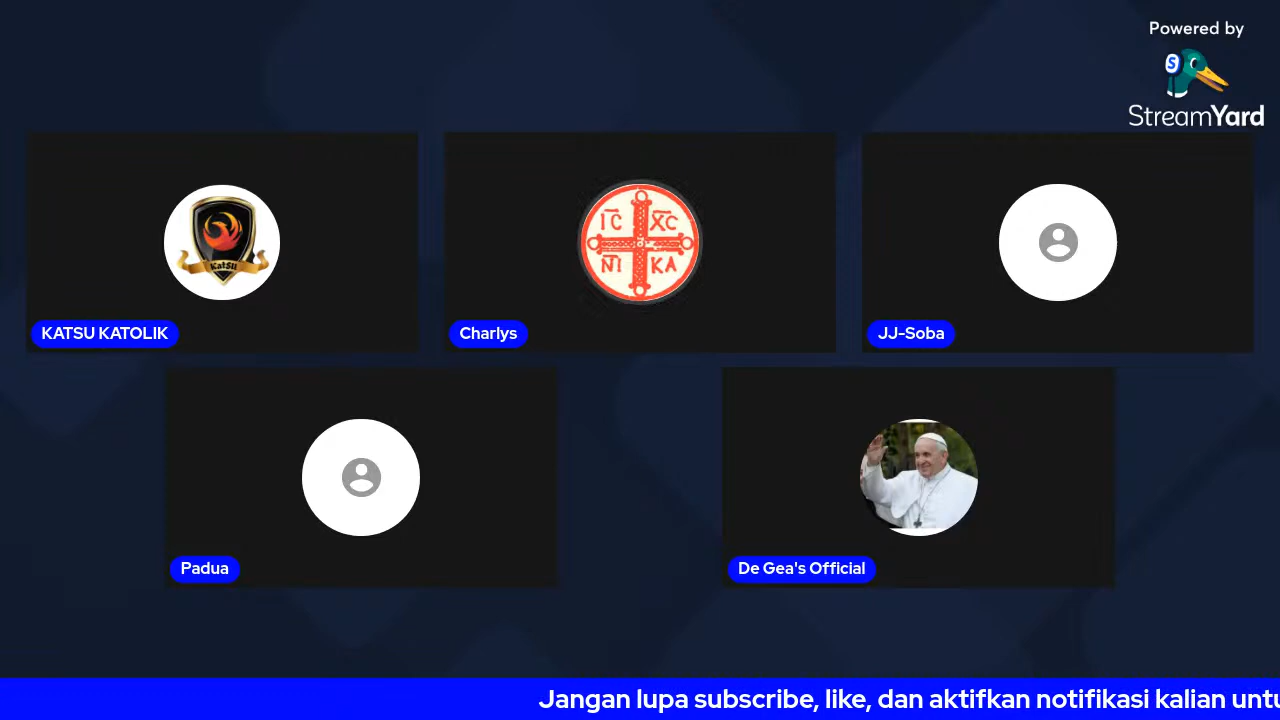 Powered by
S
StreamYard
KatSU
IC XC
NI KA
KATSU KATOLIK
Charlys
JJ-Soba
Padua
De Gea's Official
Jangan lupa subscribe, like, dan aktifkan notifikasi kalian untu